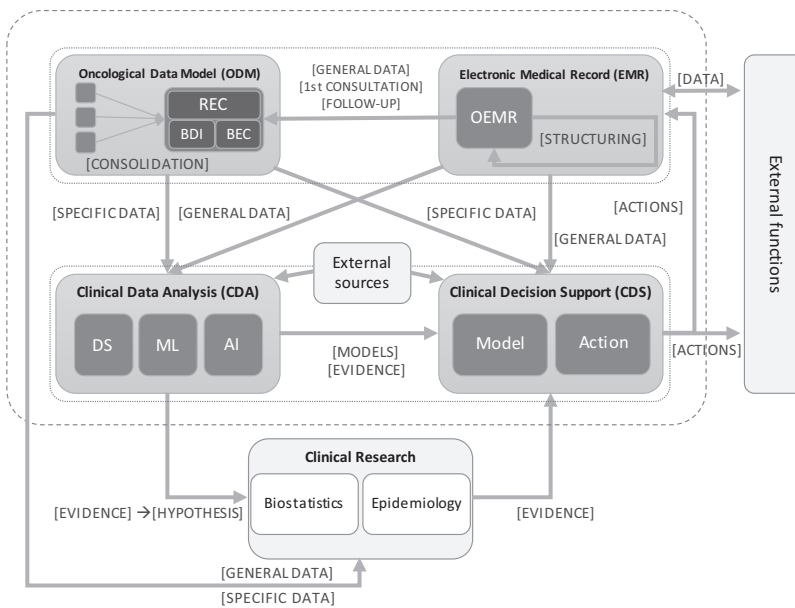 Oncological Data Model (ODM)
REC
BDI
BEC
[CONSOLIDATION]
[GENERAL DATA]
[1st CONSULTATION]
[FOLLOW-UP]
Electronic Medical Record (EMR)
OEMR
[STRUCTURING]
[DATA]
External functions
[SPECIFIC DATA]
[GENERAL DATA]
[SPECIFIC DATA]
[GENERAL DATA]
[ACTIONS]
External
sources
Clinical Data Analysis (CDA)
DS
ML
AI
[MODELS]
[EVIDENCE]
Clinical Decision Support (CDS)
Model
Action
[ACTIONS]
Clinical Research
Biostatistics
Epidemiology
[EVIDENCE] → [HYPOTHESIS]
[EVIDENCE]
[GENERAL DATA]
[SPECIFIC DATA]